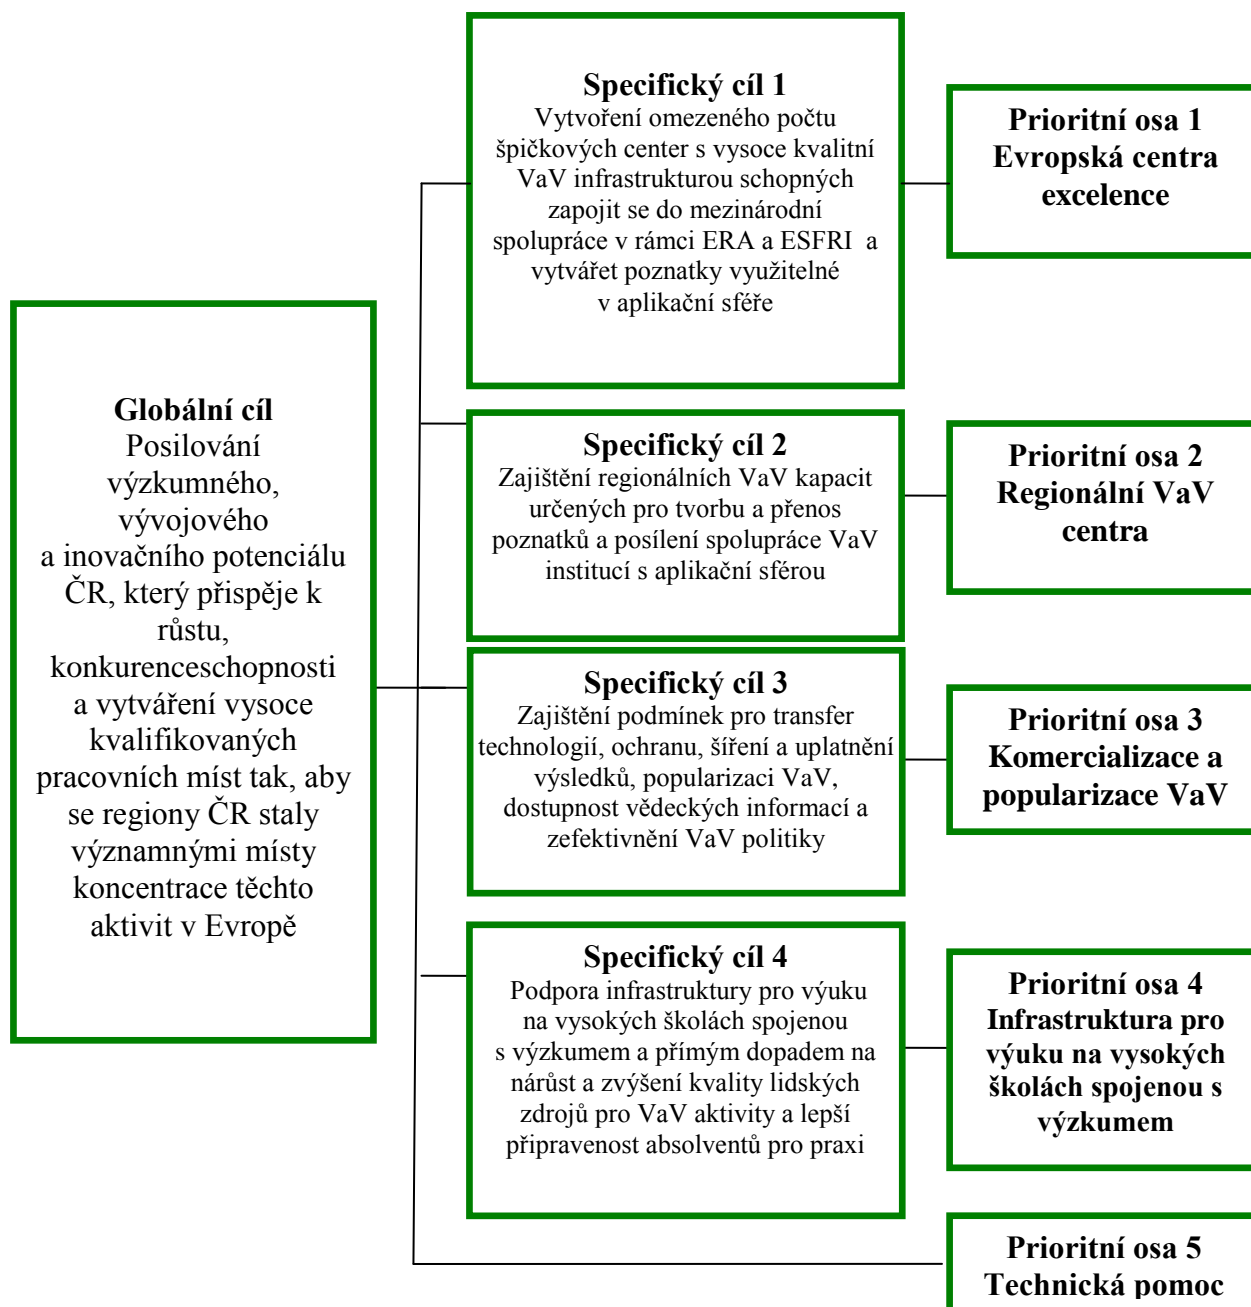 Globální cíl
Posilování
výzkumného,
vývojového
a inovačního potenciálu
ČR, který přispěje k
růstu,
konkurenceschopnosti
a vytváření vysoce
kvalifikovaných
pracovních míst tak, aby
se regiony ČR staly
významnými místy
koncentrace těchto
aktivit v Evropě
Specifický cíl 1
Vytvoření omezeného počtu
špičkových center s vysoce kvalitní
VaV infrastrukturou schopných
zapojit se do mezinárodní
spolupráce v rámci ERA a ESFRI a
vytvářet poznatky využitelné
v aplikační sféře
Prioritní osa 1
Evropská centra
excelence
Specifický cíl 2
Zajištění regionálních VaV kapacit
určených pro tvorbu a přenos
poznatků a posílení spolupráce VaV
institucí s aplikační sférou
Prioritní osa 2
Regionální VaV
centra
Specifický cíl 3
Zajištění podmínek pro transfer
technologií, ochranu, šíření a uplatnění
výsledků, popularizaci VaV,
dostupnost vědeckých informací a
zefektivnění VaV politiky
Prioritní osa 3
Komercializace a
popularizace VaV
Specifický cíl 4
Podpora infrastruktury pro výuku
na vysokých školách spojenou
s výzkumem a přímým dopadem na
nárůst a zvýšení kvality lidských
zdrojů pro VaV aktivity a lepší
připravenost absolventů pro praxi
Prioritní osa 4
Infrastruktura pro
výuku na vysokých
školách spojenou s
výzkumem
Prioritní osa 5
Technická pomoc